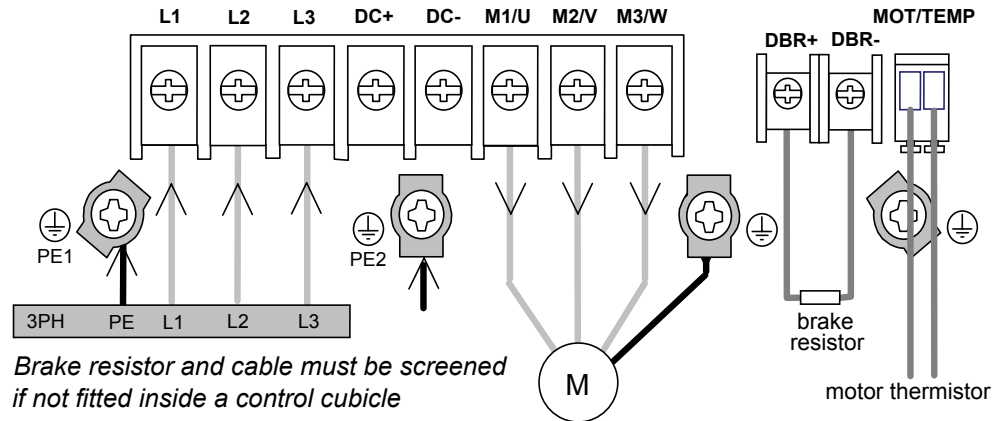 L1 L2 L3 DC+ DC- M1/U M2/V M3/W MOT/TEMP
DBR+ DBR-
PE1
PE2
3PH PE L1 L2 L3
brake
resistor
Brake resistor and cable must be screened
if not fitted inside a control cubicle
M
motor thermistor